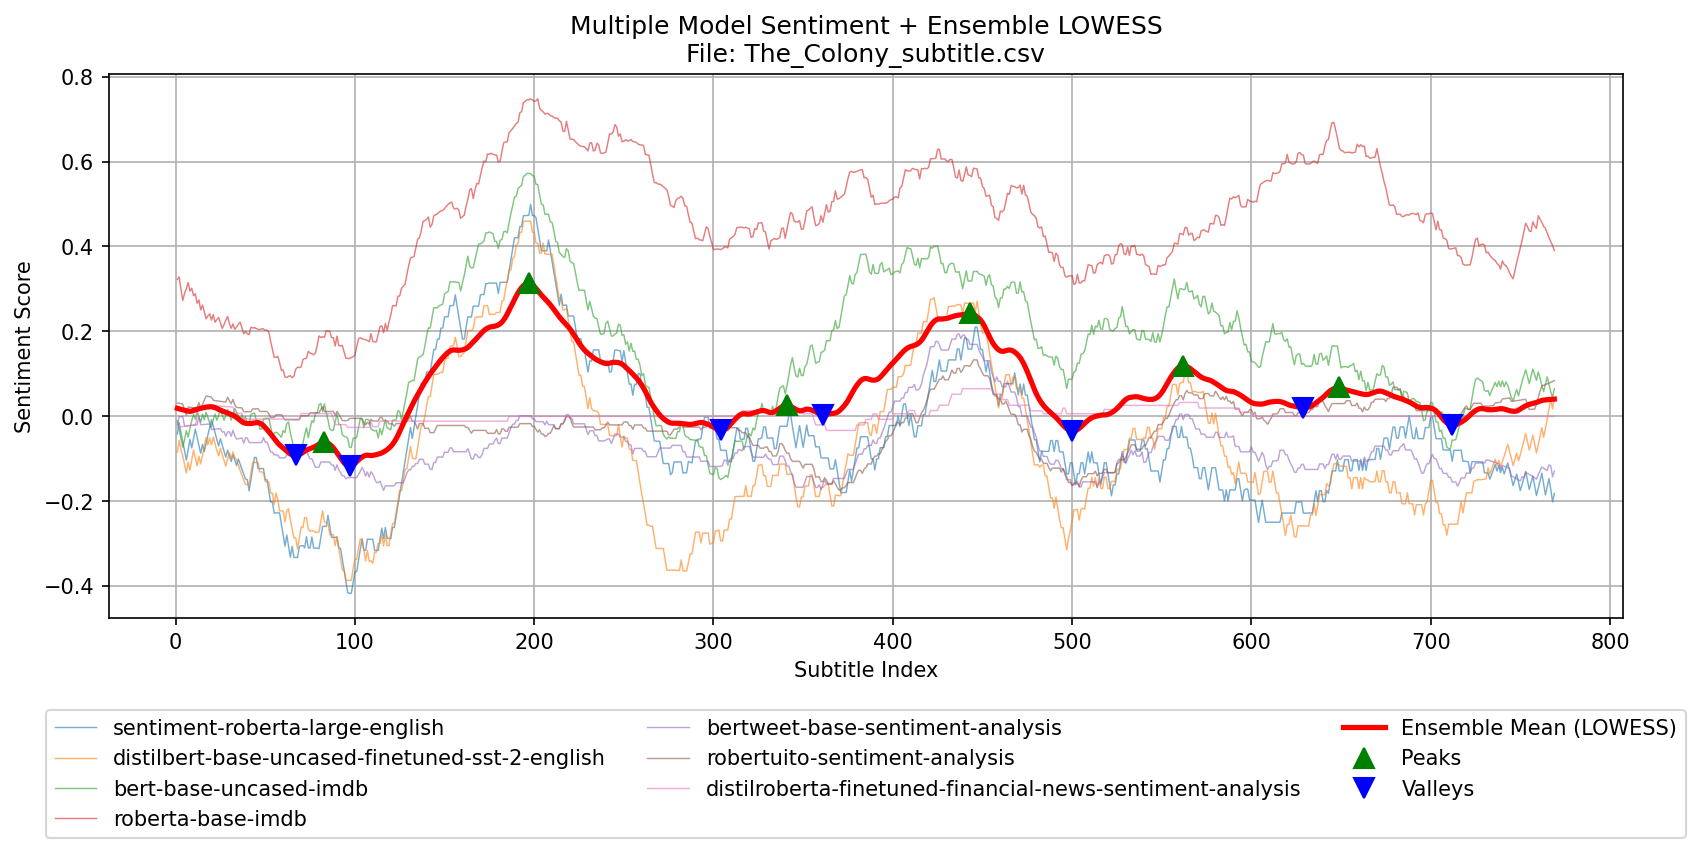 Multiple Model Sentiment + Ensemble LOWESS
File: The_Colony_subtitle.csv
Sentiment Score
0.8
0.6
0.4
0.2
0.0
−0.2
−0.4
0 100 200 300 400 500 600 700 800
Subtitle Index
sentiment-roberta-large-english
distilbert-base-uncased-finetuned-sst-2-english
bert-base-uncased-imdb
roberta-base-imdb
bertweet-base-sentiment-analysis
robertuito-sentiment-analysis
distilroberta-finetuned-financial-news-sentiment-analysis
Ensemble Mean (LOWESS)
Peaks
Valleys